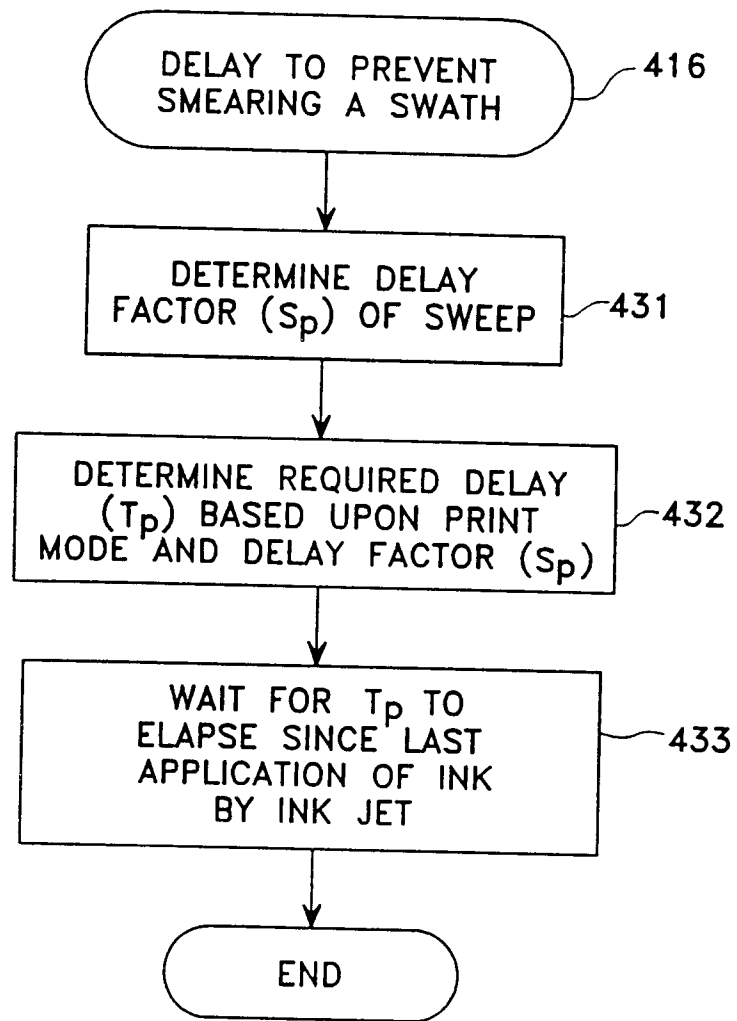 DELAY TO PREVENT
SMEARING A SWATH
416
DETERMINE DELAY
FACTOR (Sp) OF SWEEP
431
DETERMINE REQUIRED DELAY
(Tp) BASED UPON PRINT
MODE AND DELAY FACTOR (Sp)
432
WAIT FOR Tp TO
ELAPSE SINCE LAST
APPLICATION OF INK
BY INK JET
433
END